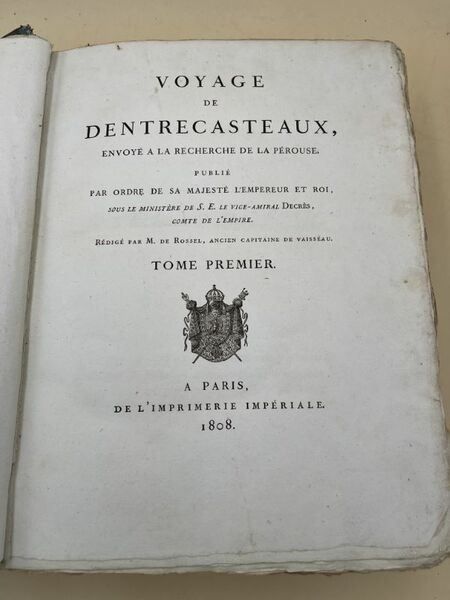 VOYAGE
DE
DENTRECASTEAUX,
ENVOYÉ A LA RECHERCHE DE LA PÉROUSE.
PUBLIÉ
PAR ORDRE DE SA MAJESTÉ L'EMPEREUR ET ROI,
SOUS LE MINISTÈRE DE S. E. LE VICE-AMIRAL DECRÈS,
COMTE DE L'EMPIRE.
RÉDIGÉ PAR M. DE ROSSEL, ANCIEN CAPITAINE DE VAISSEAU.
TOME PREMIER.
A PARIS,
DE L'IMPRIMERIE IMPÉRIALE.
1808.